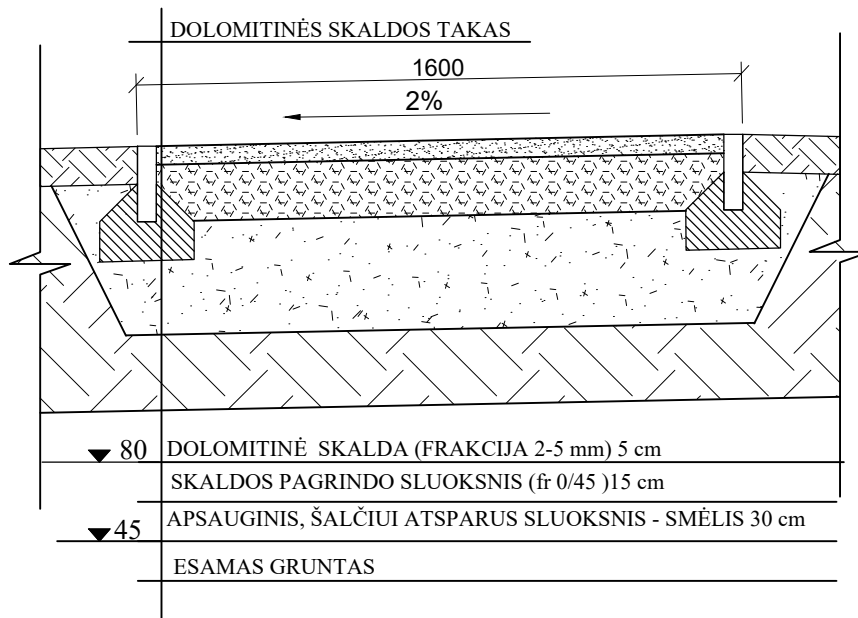 DOLOMITINĖS SKALDOS TAKAS
1600
2%
80 DOLOMITINĖ SKALDA (FRAKCIJA 2-5 mm) 5 cm
SKALDOS PAGRINDO SLUOKSNIS (fr 0/45 )15 cm
45 APSAUGINIS, ŠALČIUI ATSPARUS SLUOKSNIS - SMĖLIS 30 cm
ESAMAS GRUNTAS